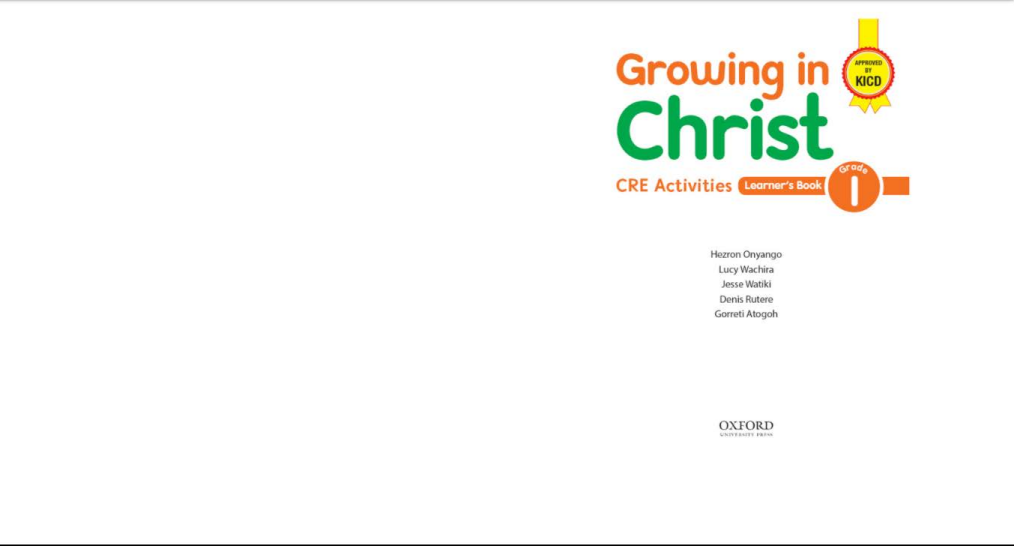 Growing in
Christ
APPROVED
BY
KICD
CRE Activities Learner's Book Grade 1
Hezron Onyango
Lucy Wachira
Jesse Watiki
Denis Rutere
Gorreti Atogoh
OXFORD
UNIVERSITY PRESS